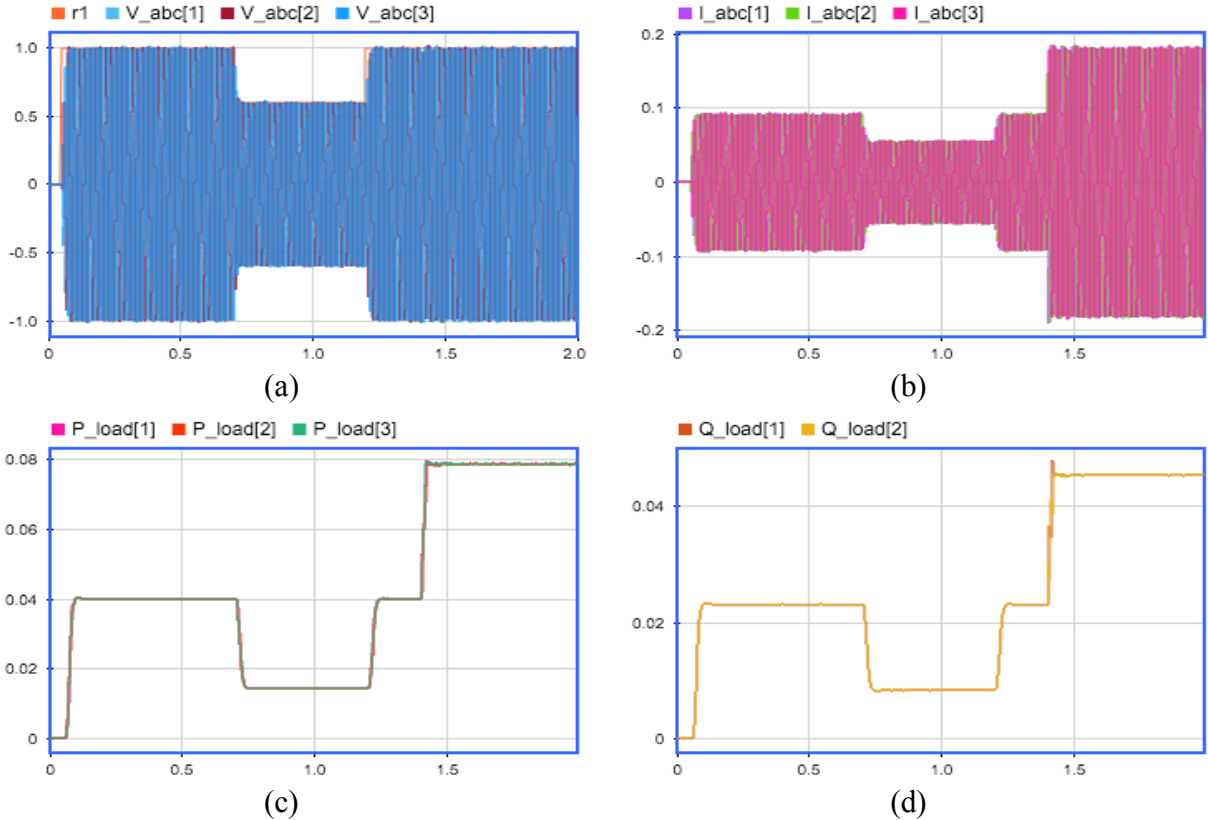 r1 V_abc[1] V_abc[2] V_abc[3]
1.0
0.5
0
-0.5
-1.0
0 0.5 1.0 1.5 2.0
(a)
I_abc[1] I_abc[2] I_abc[3]
0.2
0.1
0
-0.1
-0.2
0 0.5 1.0 1.5
(b)
P_load[1] P_load[2] P_load[3]
0.08
0.06
0.04
0.02
0
0 0.5 1.0 1.5
(c)
Q_load[1] Q_load[2]
0.04
0.02
0
0 0.5 1.0 1.5
(d)